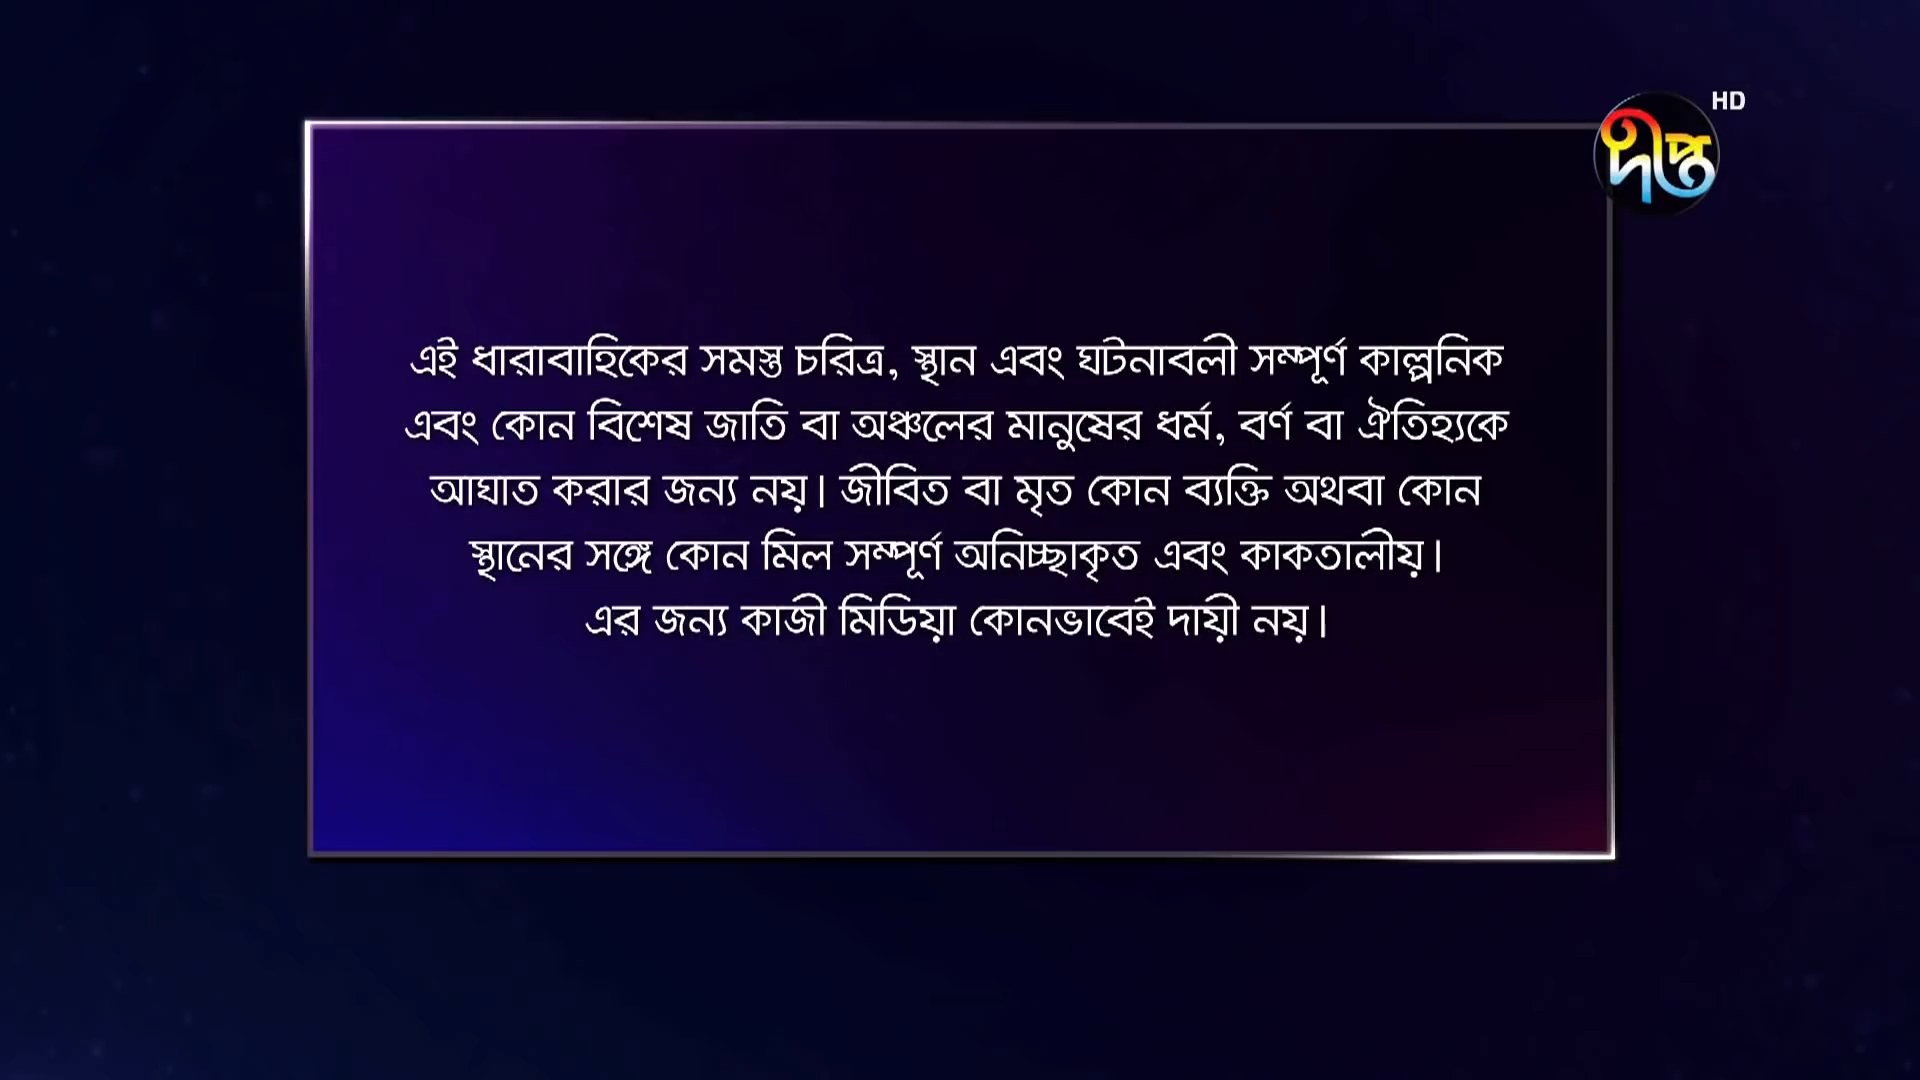 HD
দীপ্ত
এই ধারাবাহিকের সমস্ত চরিত্র, স্থান এবং ঘটনাবলী সম্পূর্ণ কাল্পনিক
এবং কোন বিশেষ জাতি বা অঞ্চলের মানুষের ধর্ম, বর্ণ বা ঐতিহ্যকে
আঘাত করার জন্য নয়। জীবিত বা মৃত কোন ব্যক্তি অথবা কোন
স্থানের সঙ্গে কোন মিল সম্পূর্ণ অনিচ্ছাকৃত এবং কাকতালীয়।
এর জন্য কাজী মিডিয়া কোনভাবেই দায়ী নয়।